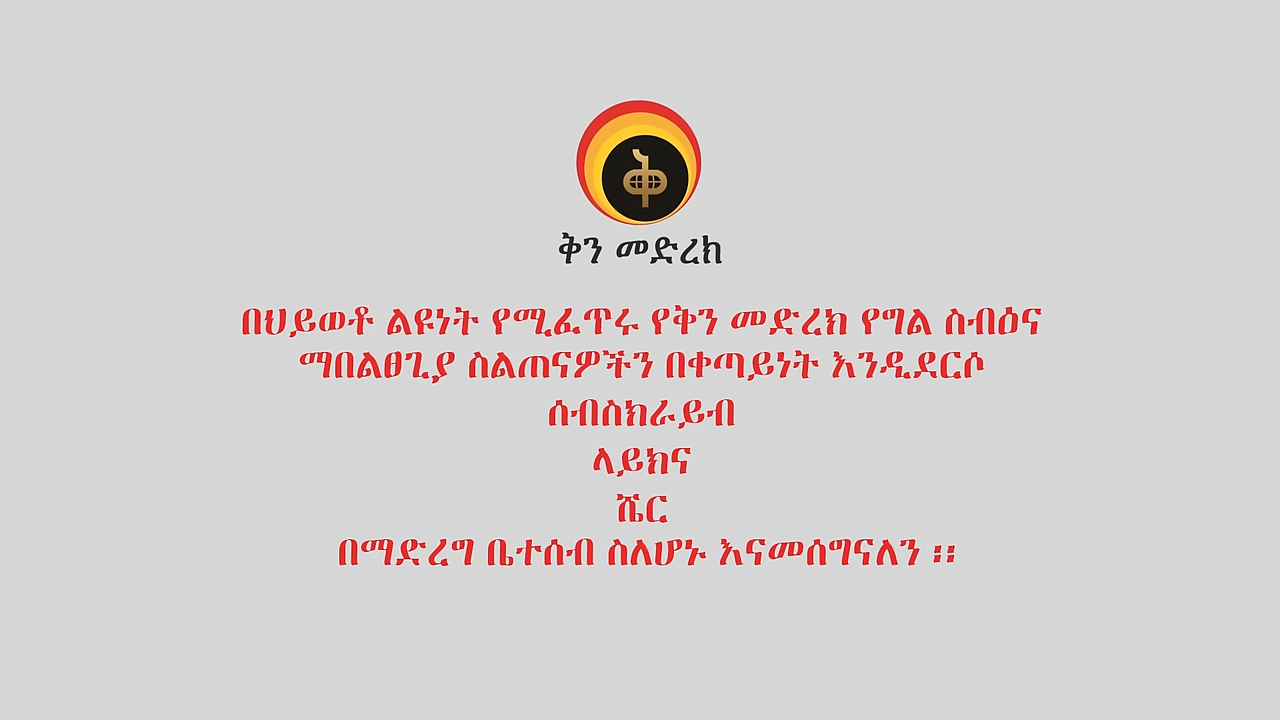 ቅ
ቅን መድረክ
በህይወቶ ልዩነት የሚፈጥሩ የቅን መድረክ የግል ስብዕና
ማበልፀጊያ ስልጠናዎችን በቀጣይነት እንዲደርሶ
ሰብስክራይብ
ላይክና
ሼር
በማድረግ ቤተሰብ ስለሆኑ እናመሰግናለን ፡፡